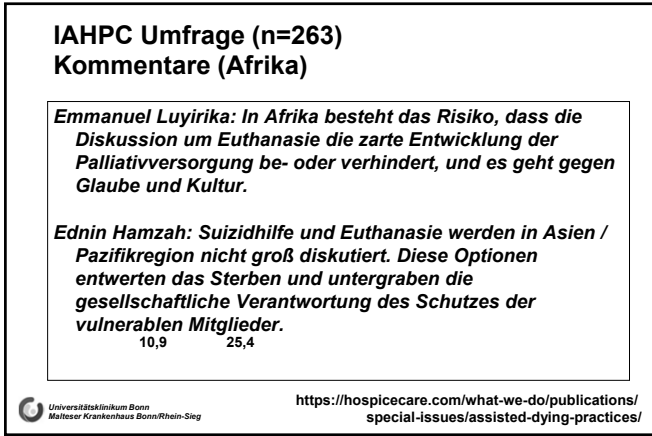 IAHPC Umfrage (n=263)
Kommentare (Afrika)
Emmanuel Luyirika: In Afrika besteht das Risiko, dass die
Diskussion um Euthanasie die zarte Entwicklung der
Palliativversorgung be- oder verhindert, und es geht gegen
Glaube und Kultur.
Ednin Hamzah: Suizidhilfe und Euthanasie werden in Asien /
Pazifikregion nicht groß diskutiert. Diese Optionen
entwerten das Sterben und untergraben die
gesellschaftliche Verantwortung des Schutzes der
vulnerablen Mitglieder.
10,9 25,4
Universitätsklinikum Bonn
Malteser Krankenhaus Bonn/Rhein-Sieg
https://hospicecare.com/what-we-do/publications/
special-issues/assisted-dying-practices/